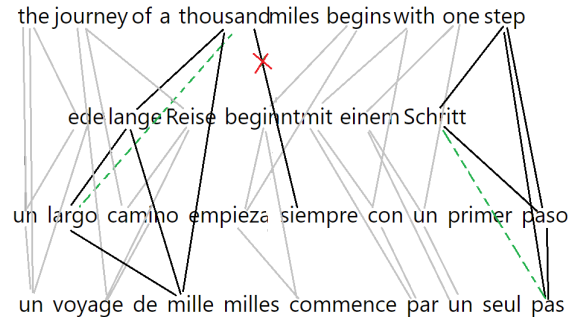 the journey of a thousand miles begins with one step
ede lange Reise beginnt mit einem Schritt
un largo camino empieza siempre con un primer paso
un voyage de mille milles commence par un seul pas